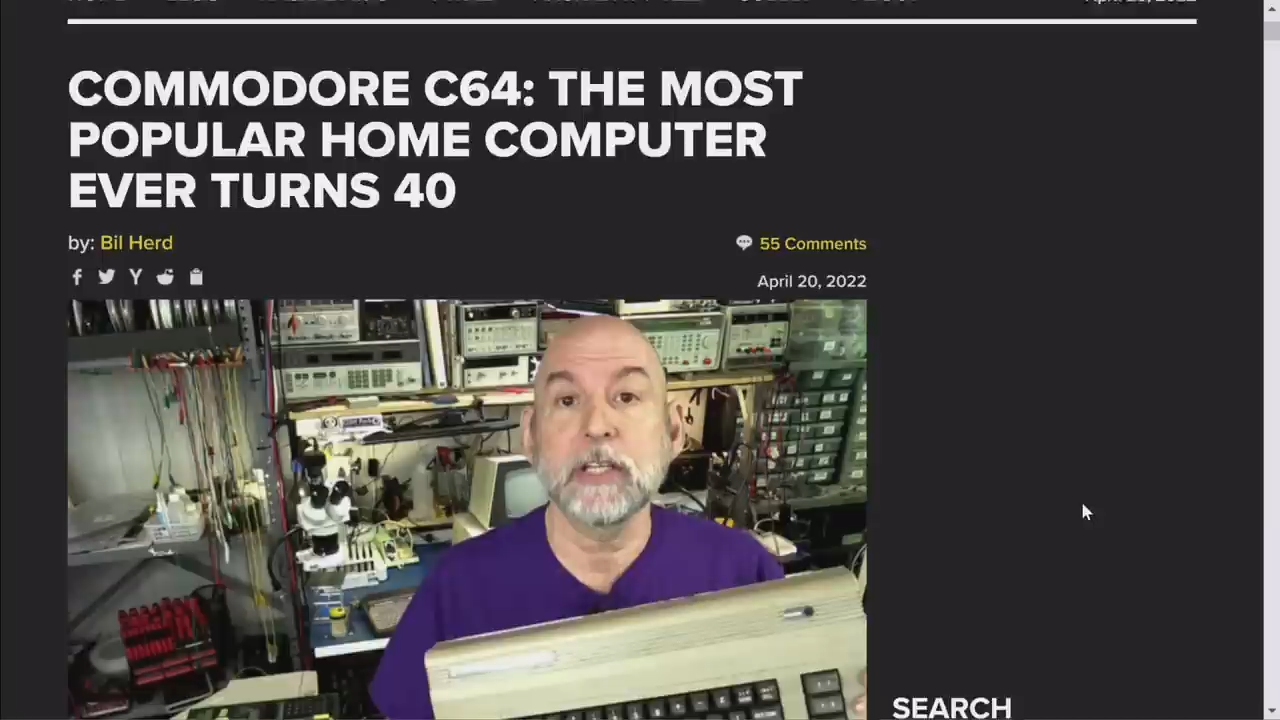 COMMODORE C64: THE MOST
POPULAR HOME COMPUTER
EVER TURNS 40
by: Bil Herd
55 Comments
April 20, 2022
SEARCH